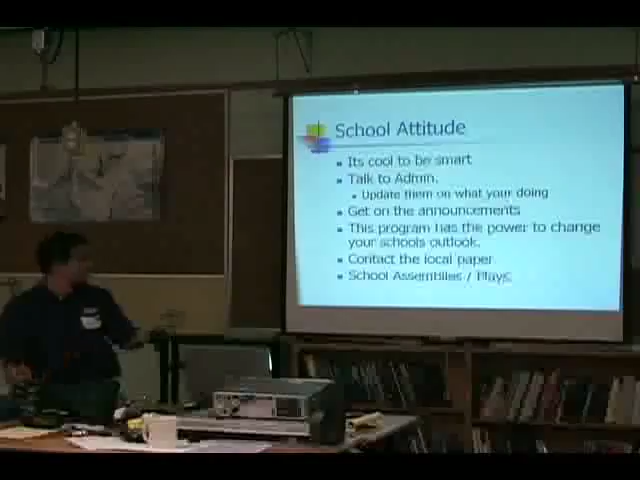 School Attitude
Its cool to be smart
Talk to Admin.
Update them on what your doing
Get on the announcements
This program has the power to change
your schools outlook.
Contact the local paper
School Assemblies / Plays